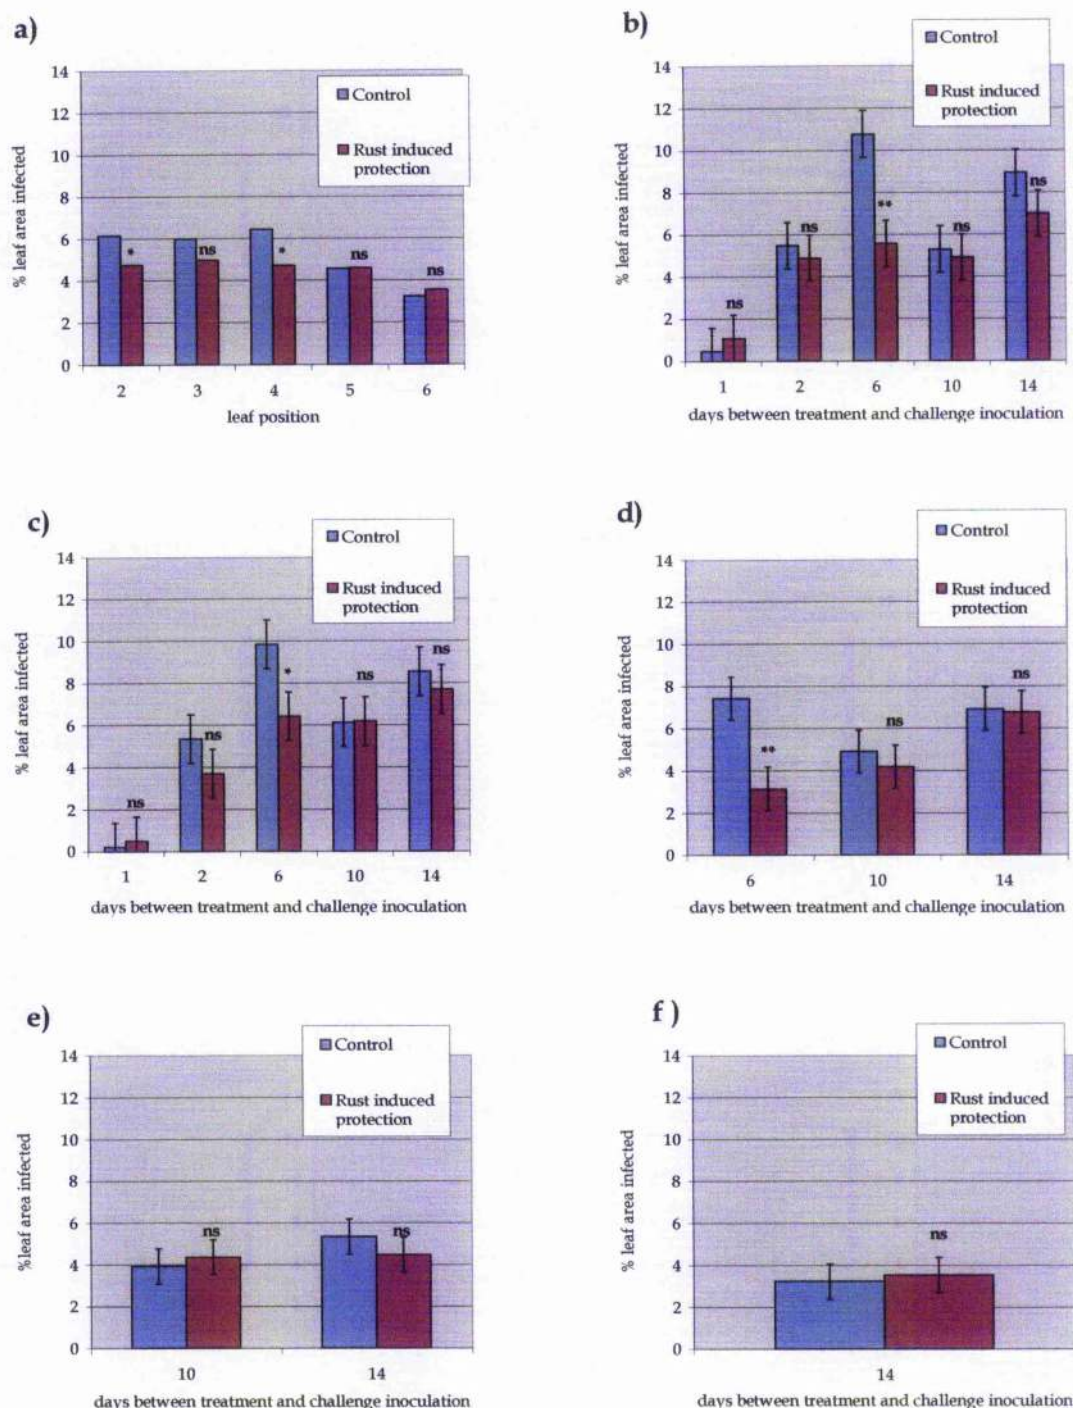 a)
14
12
10
8
6
4
2
0
% leaf area infected
Control
Rust induced
protection
*
ns
*
ns
ns
2 3 4 5 6
leaf position
b)
14
12
10
8
6
4
2
0
% leaf area infected
Control
Rust induced
protection
ns
ns
**
ns
ns
1 2 6 10 14
days between treatment and challenge inoculation
c)
14
12
10
8
6
4
2
0
% leaf area infected
Control
Rust induced
protection
ns
ns
*
ns
ns
1 2 6 10 14
days between treatment and challenge inoculation
d)
14
12
10
8
6
4
2
0
% leaf area infected
Control
Rust induced
protection
**
ns
ns
6 10 14
days between treatment and challenge inoculation
e)
14
12
10
8
6
4
2
0
%leaf area infected
Control
Rust induced
protection
ns
ns
10 14
days between treatment and challenge inoculation
f )
14
12
10
8
6
4
2
0
% leaf area infected
Control
Rust induced
protection
ns
14
days between treatment and challenge inoculation